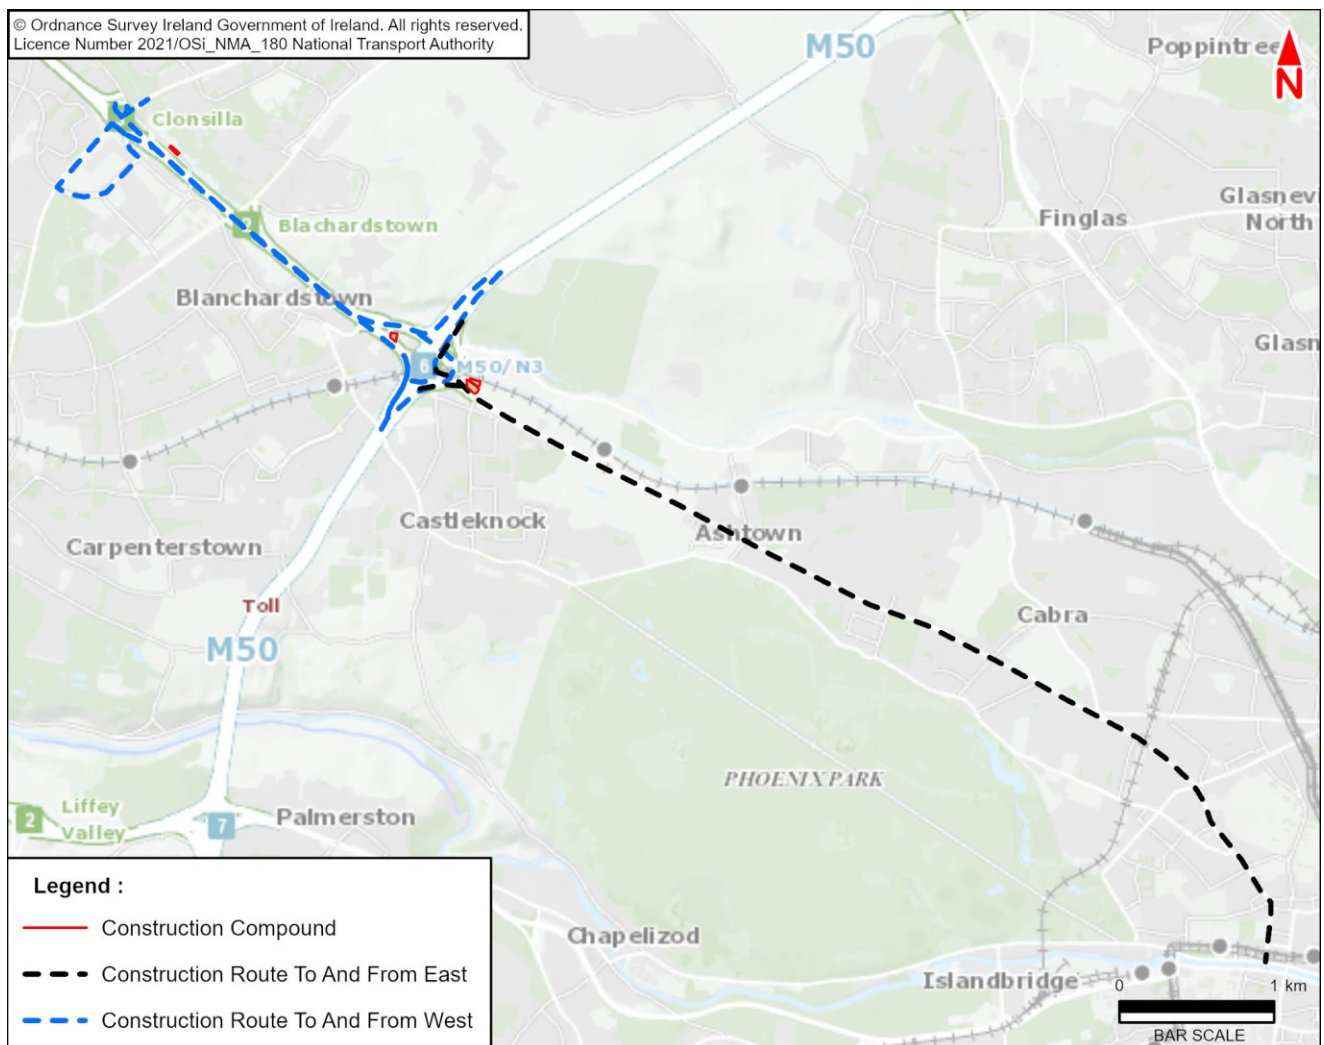 © Ordnance Survey Ireland Government of Ireland. All rights reserved.
Licence Number 2021/OSi_NMA_180 National Transport Authority
M50
Poppintree
N
Clonsilla
Glasnevi
North
Finglas
2
Blachardstown
Blanchardstown
Glasn
6
M50/N3
Castleknock
Ashtown
Carpenterstown
Toll
Cabra
M50
PHOENIX PARK
2
Liffey
Valley
7
Palmerston
Chapelizod
Islandbridge
Legend :
Construction Compound
Construction Route To And From East
Construction Route To And From West
0 1 km
BAR SCALE